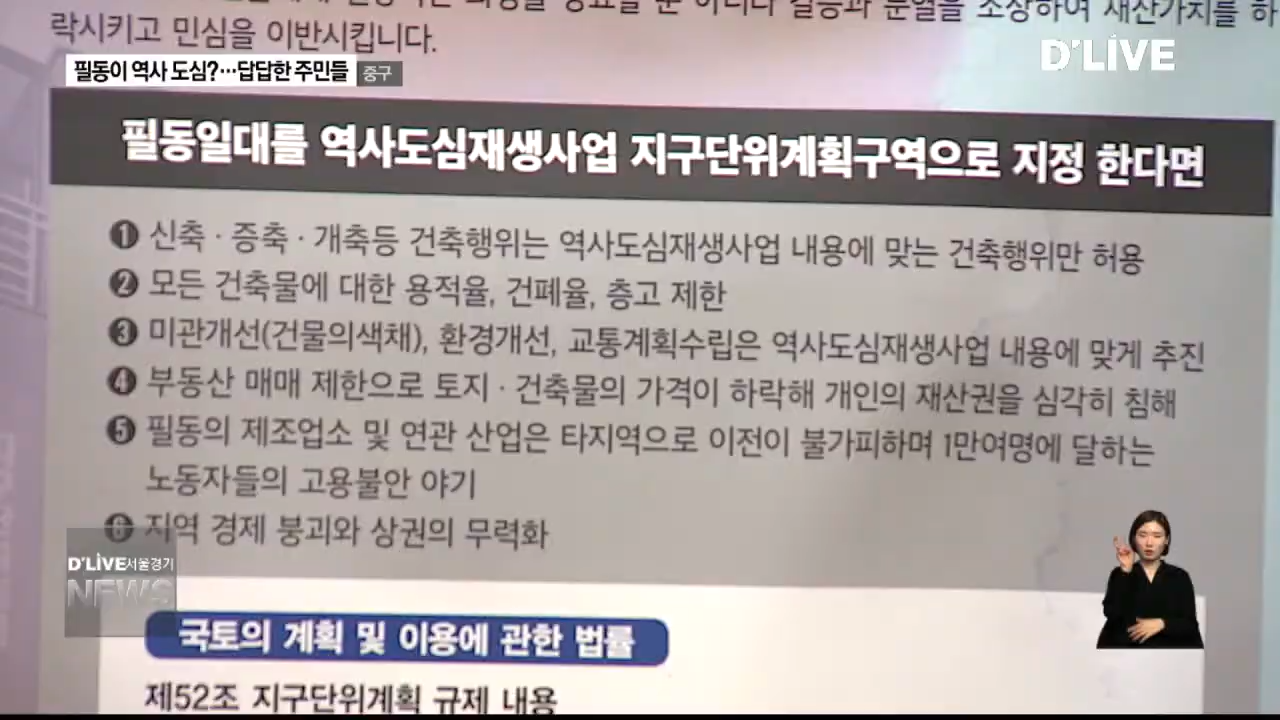 락시키고 민심을 이반시킵니다.
필동이 역사 도심?…답답한 주민들 중구
D'LIVE
필동일대를 역사도심재생사업 지구단위계획구역으로 지정 한다면
❶ 신축 · 증축 · 개축등 건축행위는 역사도심재생사업 내용에 맞는 건축행위만 허용
❷ 모든 건축물에 대한 용적율, 건폐율, 층고 제한
❸ 미관개선(건물의색채), 환경개선, 교통계획수립은 역사도심재생사업 내용에 맞게 추진
❹ 부동산 매매 제한으로 토지 · 건축물의 가격이 하락해 개인의 재산권을 심각히 침해
❺ 필동의 제조업소 및 연관 산업은 타지역으로 이전이 불가피하며 1만여명에 달하는
노동자들의 고용불안 야기
❻ 지역 경제 붕괴와 상권의 무력화
D'LIVE서울경기
NEWS
국토의 계획 및 이용에 관한 법률
제52조 지구단위계획 규제 내용